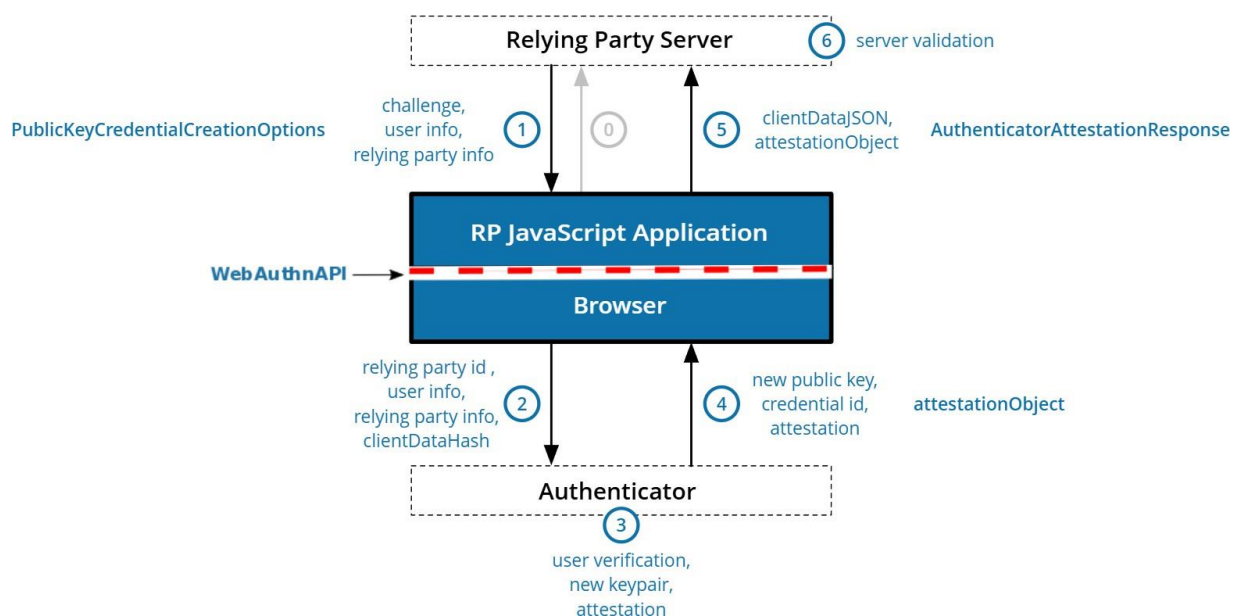 Relying Party Server
6 server validation
PublicKeyCredentialCreationOptions
challenge,
user info,
relying party info
1
0
5
clientDataJSON,
attestationObject
AuthenticatorAttestationResponse
RP JavaScript Application
WebAuthnAPI
Browser
relying party id ,
user info,
relying party info,
clientDataHash
2
4
new public key,
credential id,
attestation
attestationObject
Authenticator
3
user verification,
new keypair,
attestation